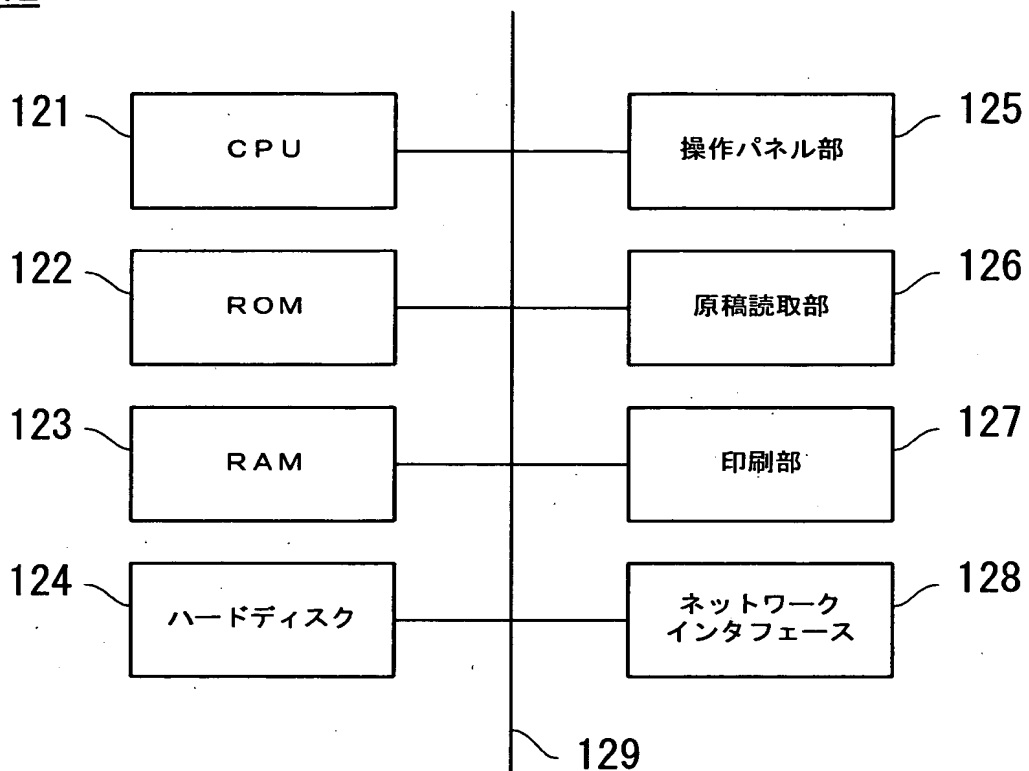 121
CPU
操作パネル部
125
122
ROM
原稿読取部
126
123
RAM
印刷部
127
124
ハードディスク
ネットワーク
インタフェース
128
129